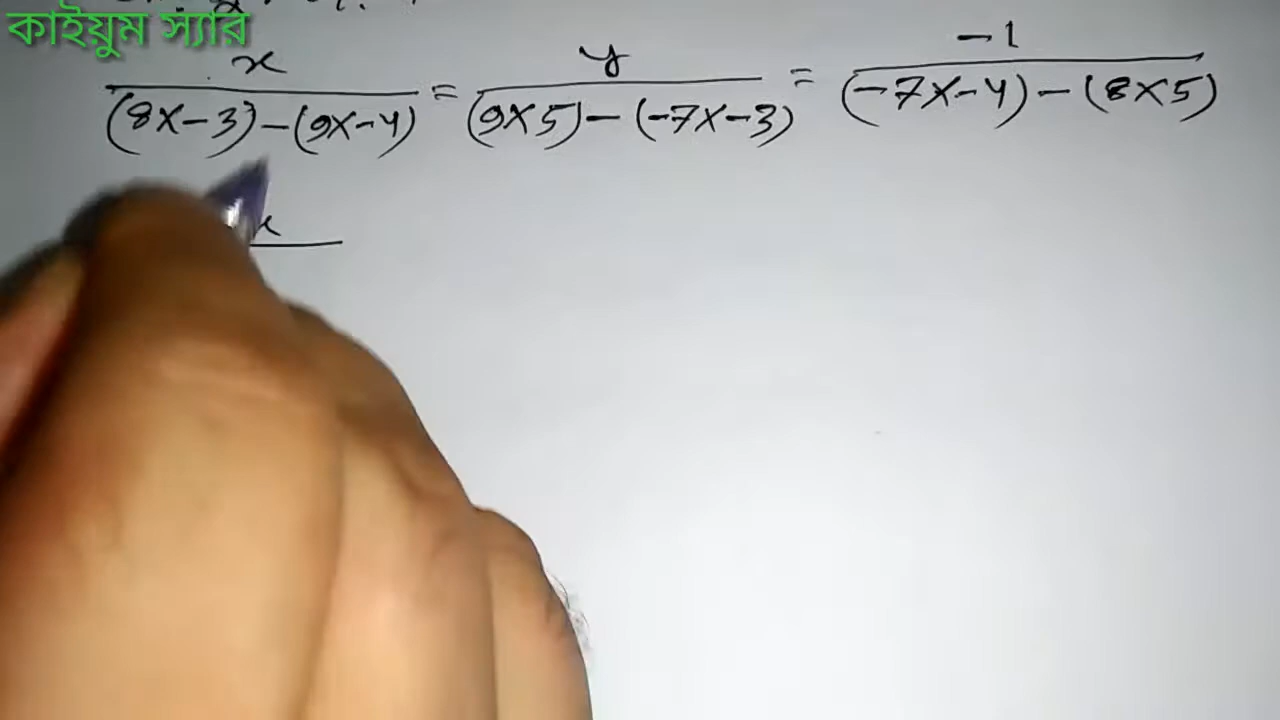 কাইয়ুম স্যার
x/((8×-3)-(9×-4)) = y/((9×5)-(-7×-3)) = -1/((-7×-4)-(8×5))
x